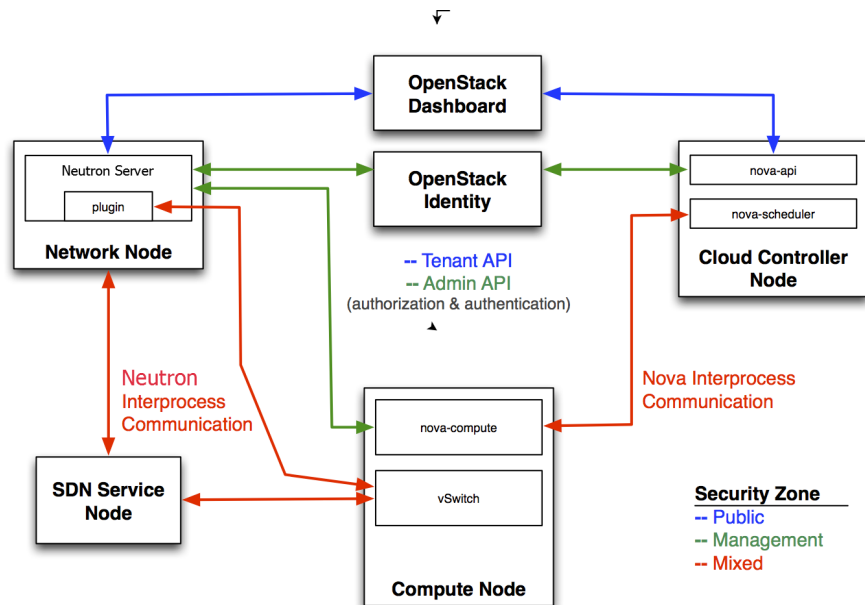 OpenStack
Dashboard
Neutron Server
plugin
Network Node
OpenStack
Identity
nova-api
nova-scheduler
Cloud Controller
Node
-- Tenant API
-- Admin API
(authorization & authentication)
Neutron
Interprocess
Communication
Nova Interprocess
Communication
nova-compute
vSwitch
Compute Node
SDN Service
Node
Security Zone
-- Public
-- Management
-- Mixed